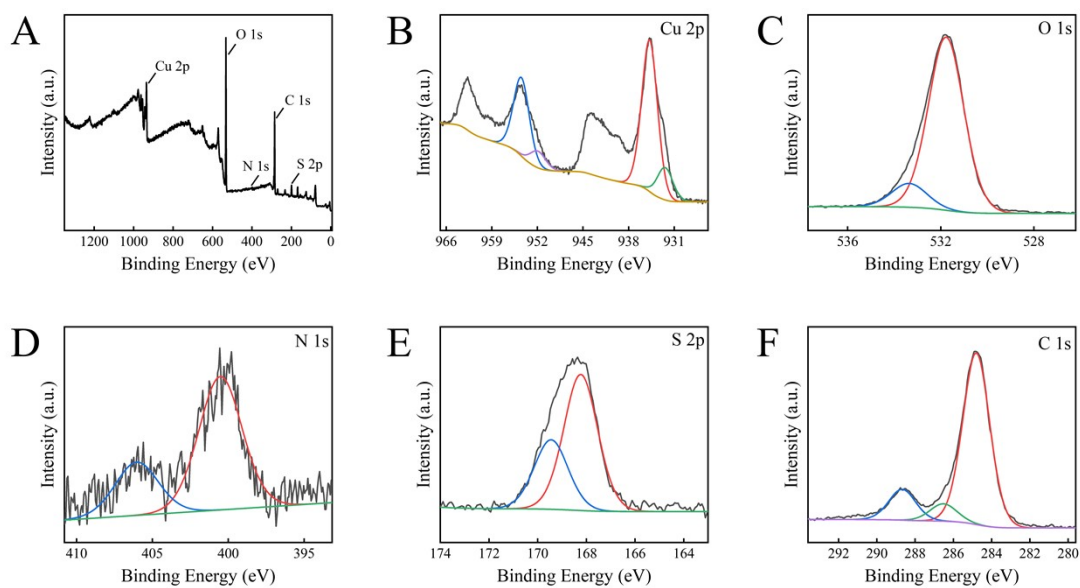 A
Intensity (a.u.)
O 1s
Cu 2p
C 1s
N 1s
S 2p
1200 1000 800 600 400 200 0
Binding Energy (eV)
B
Intensity (a.u.)
Cu 2p
966 959 952 945 938 931
Binding Energy (eV)
C
Intensity (a.u.)
O 1s
536 532 528
Binding Energy (eV)
D
Intensity (a.u.)
N 1s
410 405 400 395
Binding Energy (eV)
E
Intensity (a.u.)
S 2p
174 172 170 168 166 164
Binding Energy (eV)
F
Intensity (a.u.)
C 1s
292 290 288 286 284 282 280
Binding Energy (eV)